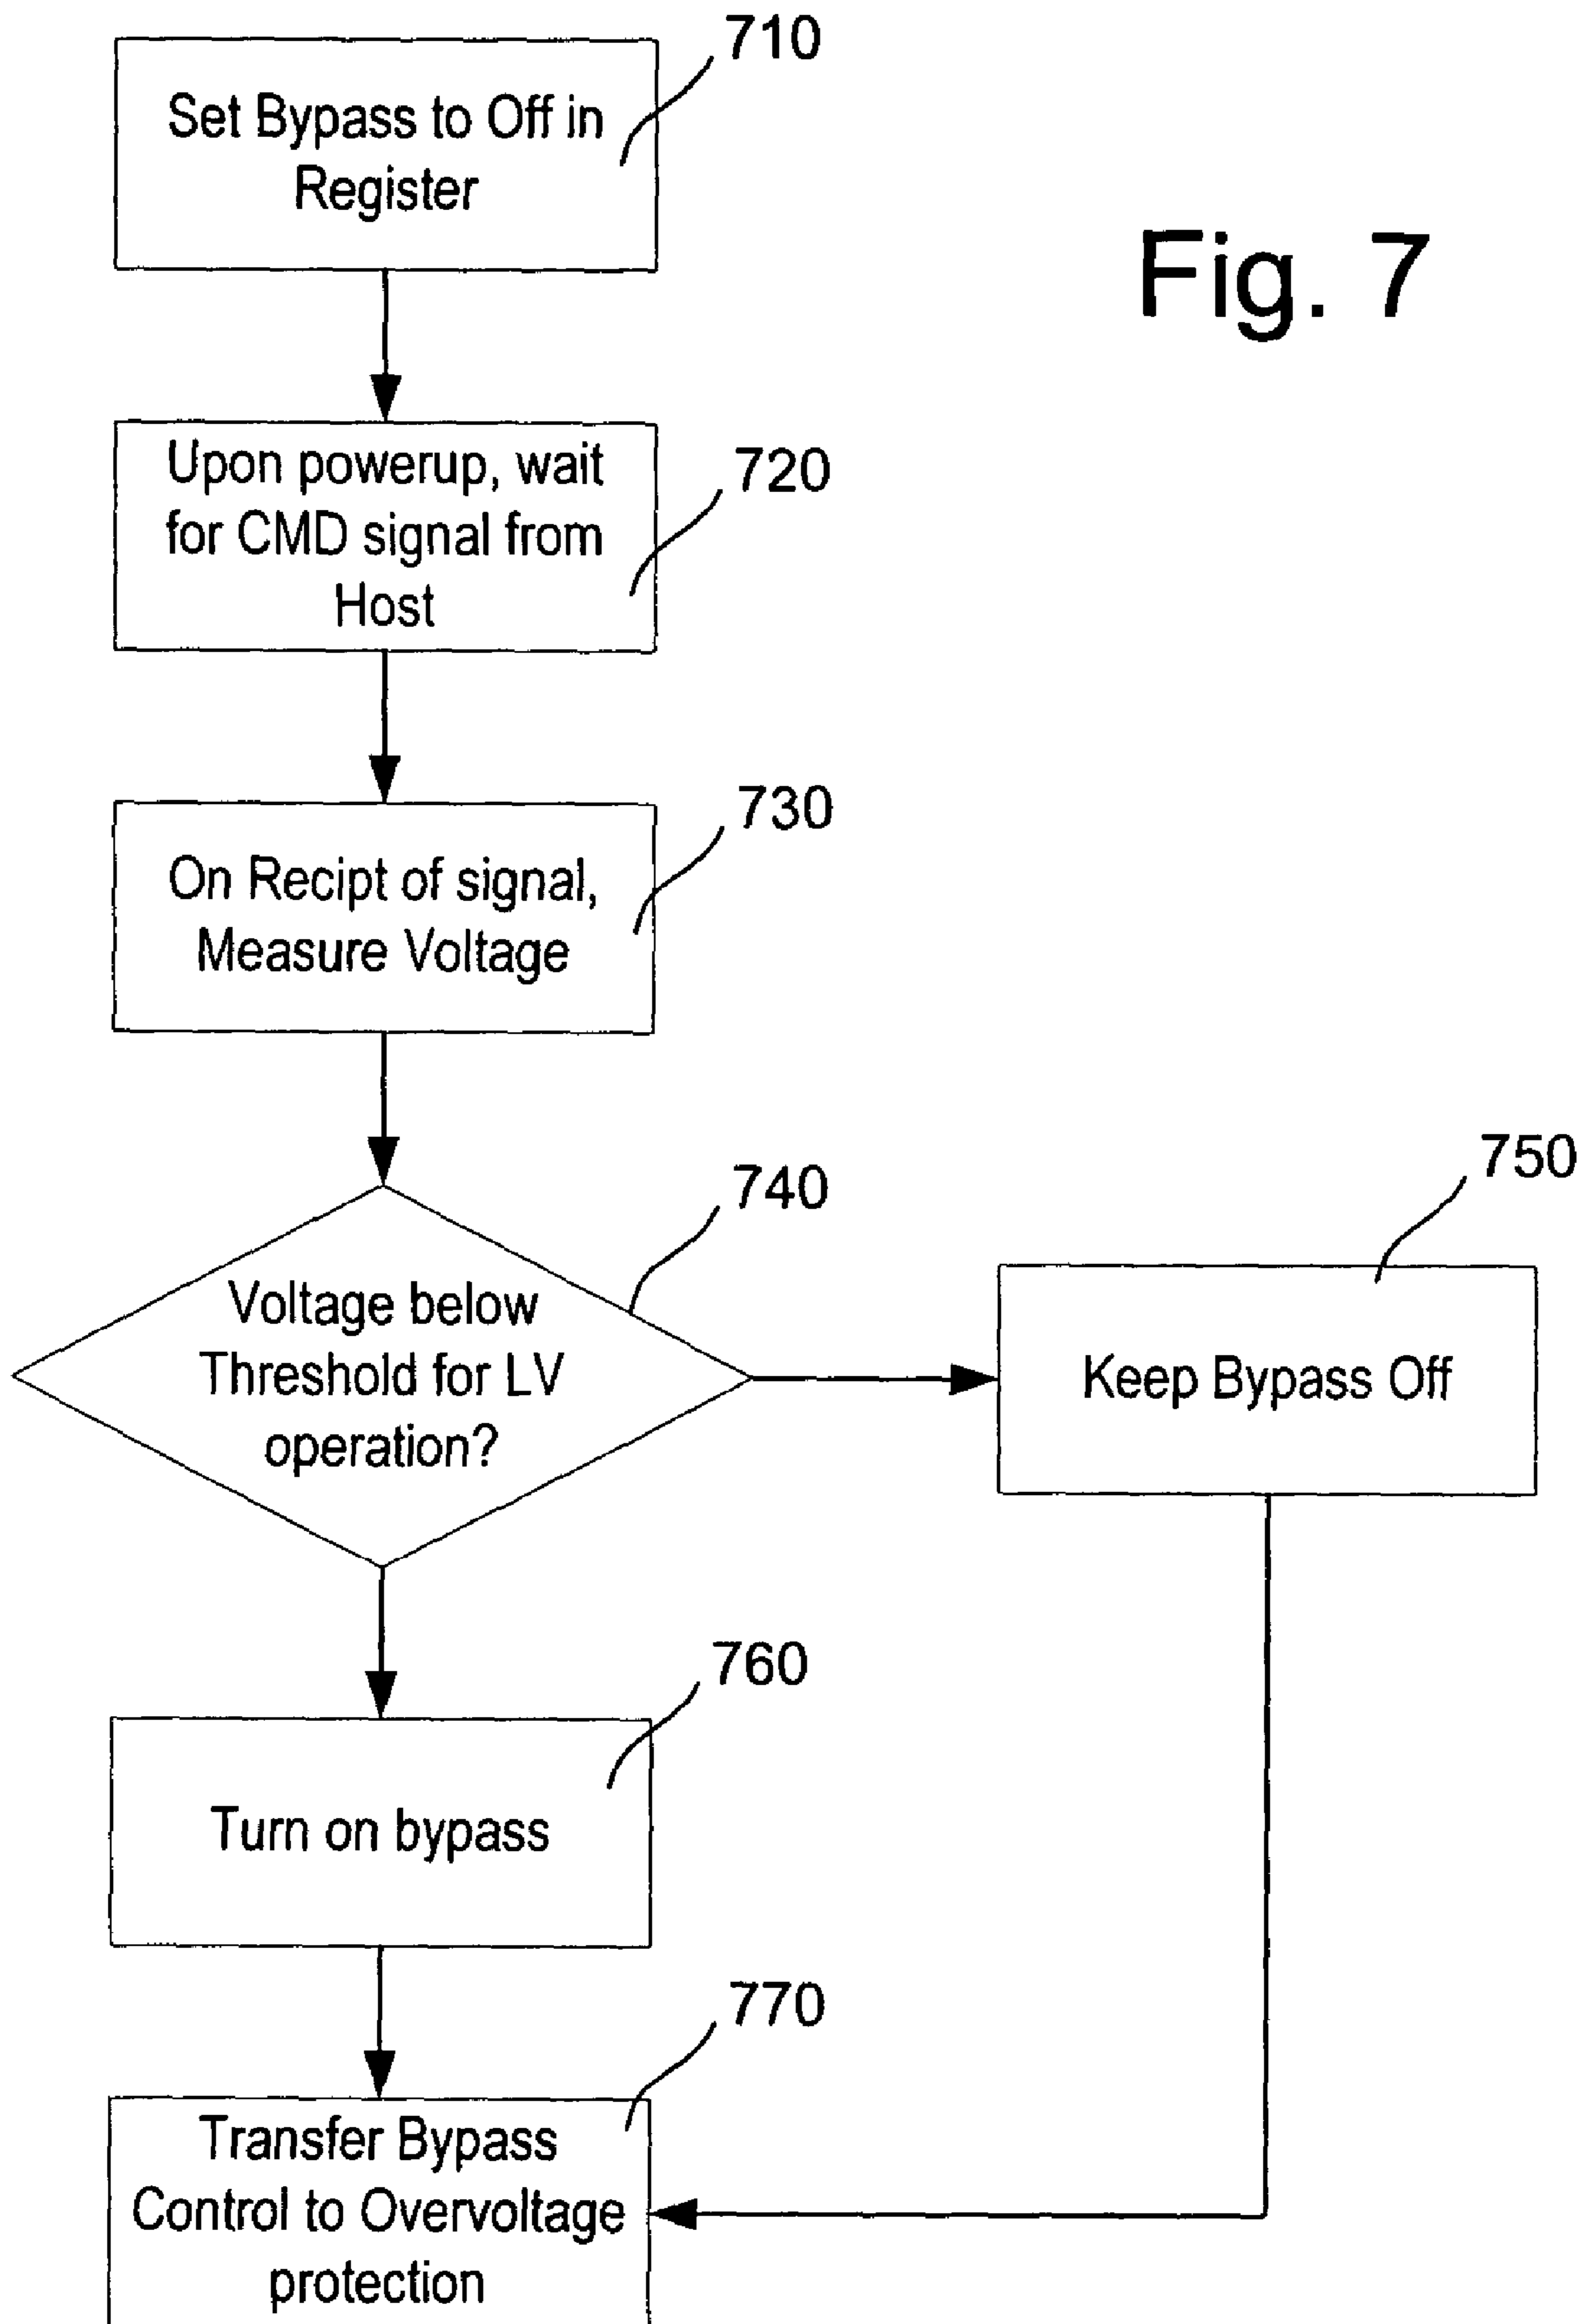 710
Set Bypass to Off in
Register
Fig. 7
720
Upon powerup, wait
for CMD signal from
Host
730
On Recipt of signal,
Measure Voltage
740
Voltage below
Threshold for LV
operation?
750
Keep Bypass Off
760
Turn on bypass
770
Transfer Bypass
Control to Overvoltage
protection